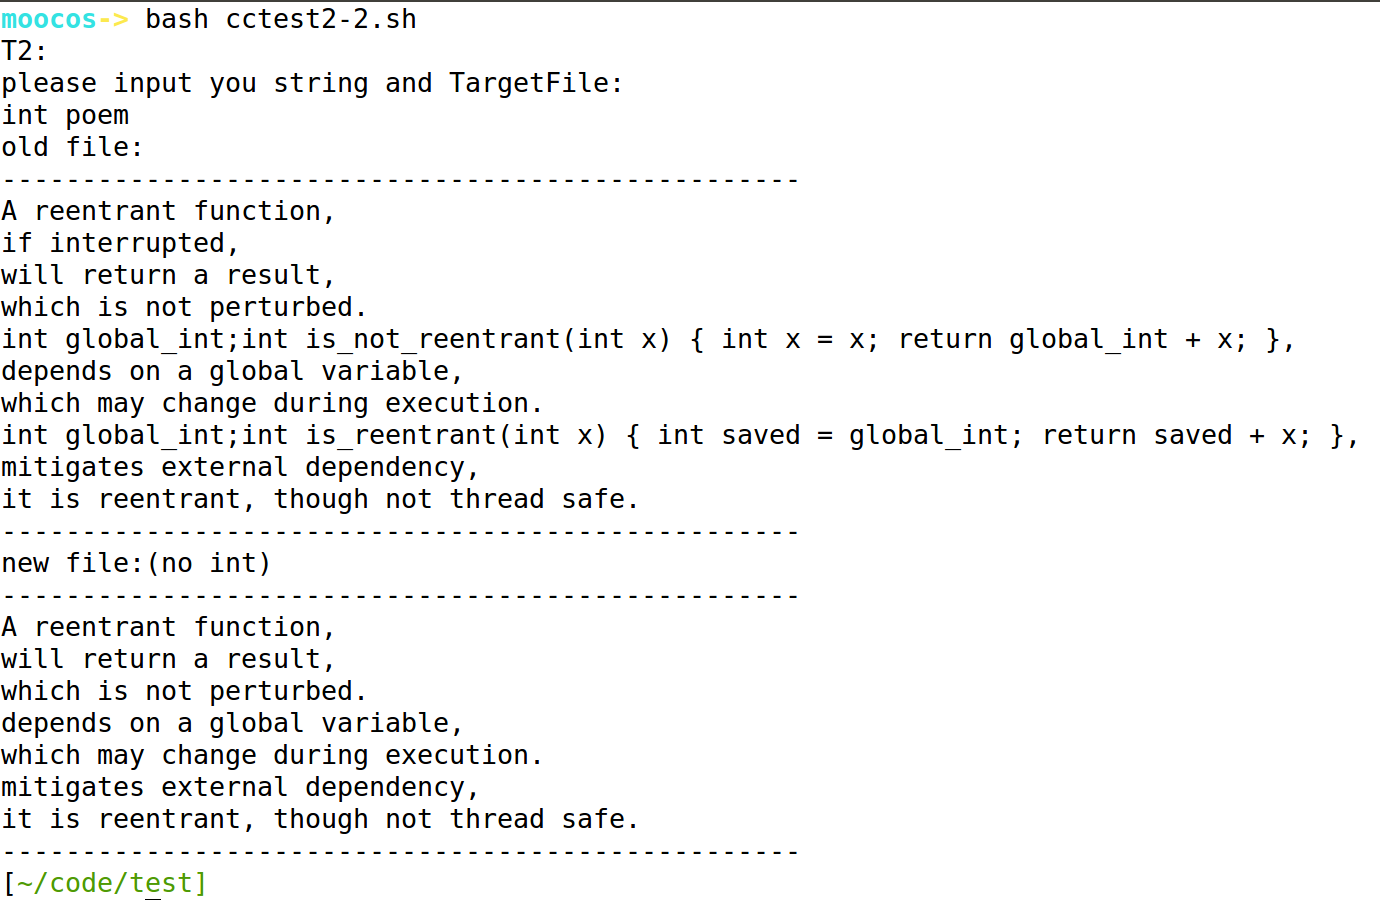 moocos-> bash cctest2-2.sh
T2:
please input you string and TargetFile:
int poem
old file:
--------------------------------------------------
A reentrant function,
if interrupted,
will return a result,
which is not perturbed.
int global_int;int is_not_reentrant(int x) { int x = x; return global_int + x; },
depends on a global variable,
which may change during execution.
int global_int;int is_reentrant(int x) { int saved = global_int; return saved + x; },
mitigates external dependency,
it is reentrant, though not thread safe.
--------------------------------------------------
new file:(no int)
--------------------------------------------------
A reentrant function,
will return a result,
which is not perturbed.
depends on a global variable,
which may change during execution.
mitigates external dependency,
it is reentrant, though not thread safe.
--------------------------------------------------
[~/code/test]